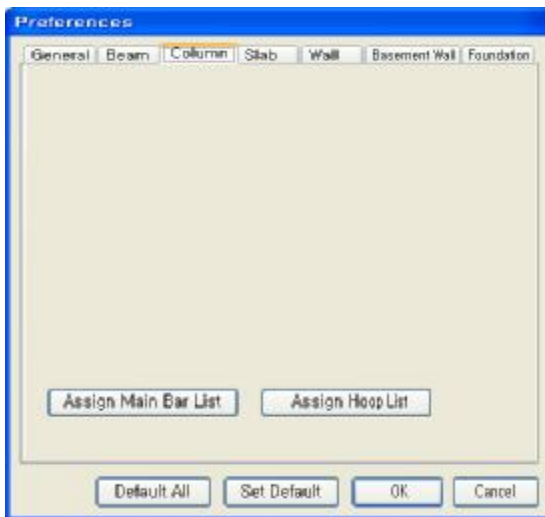 Preferences
General Beam Column Slab Wall Basement Wall Foundation
Assign Main Bar List Assign Hoop List
Default All Set Default OK Cancel